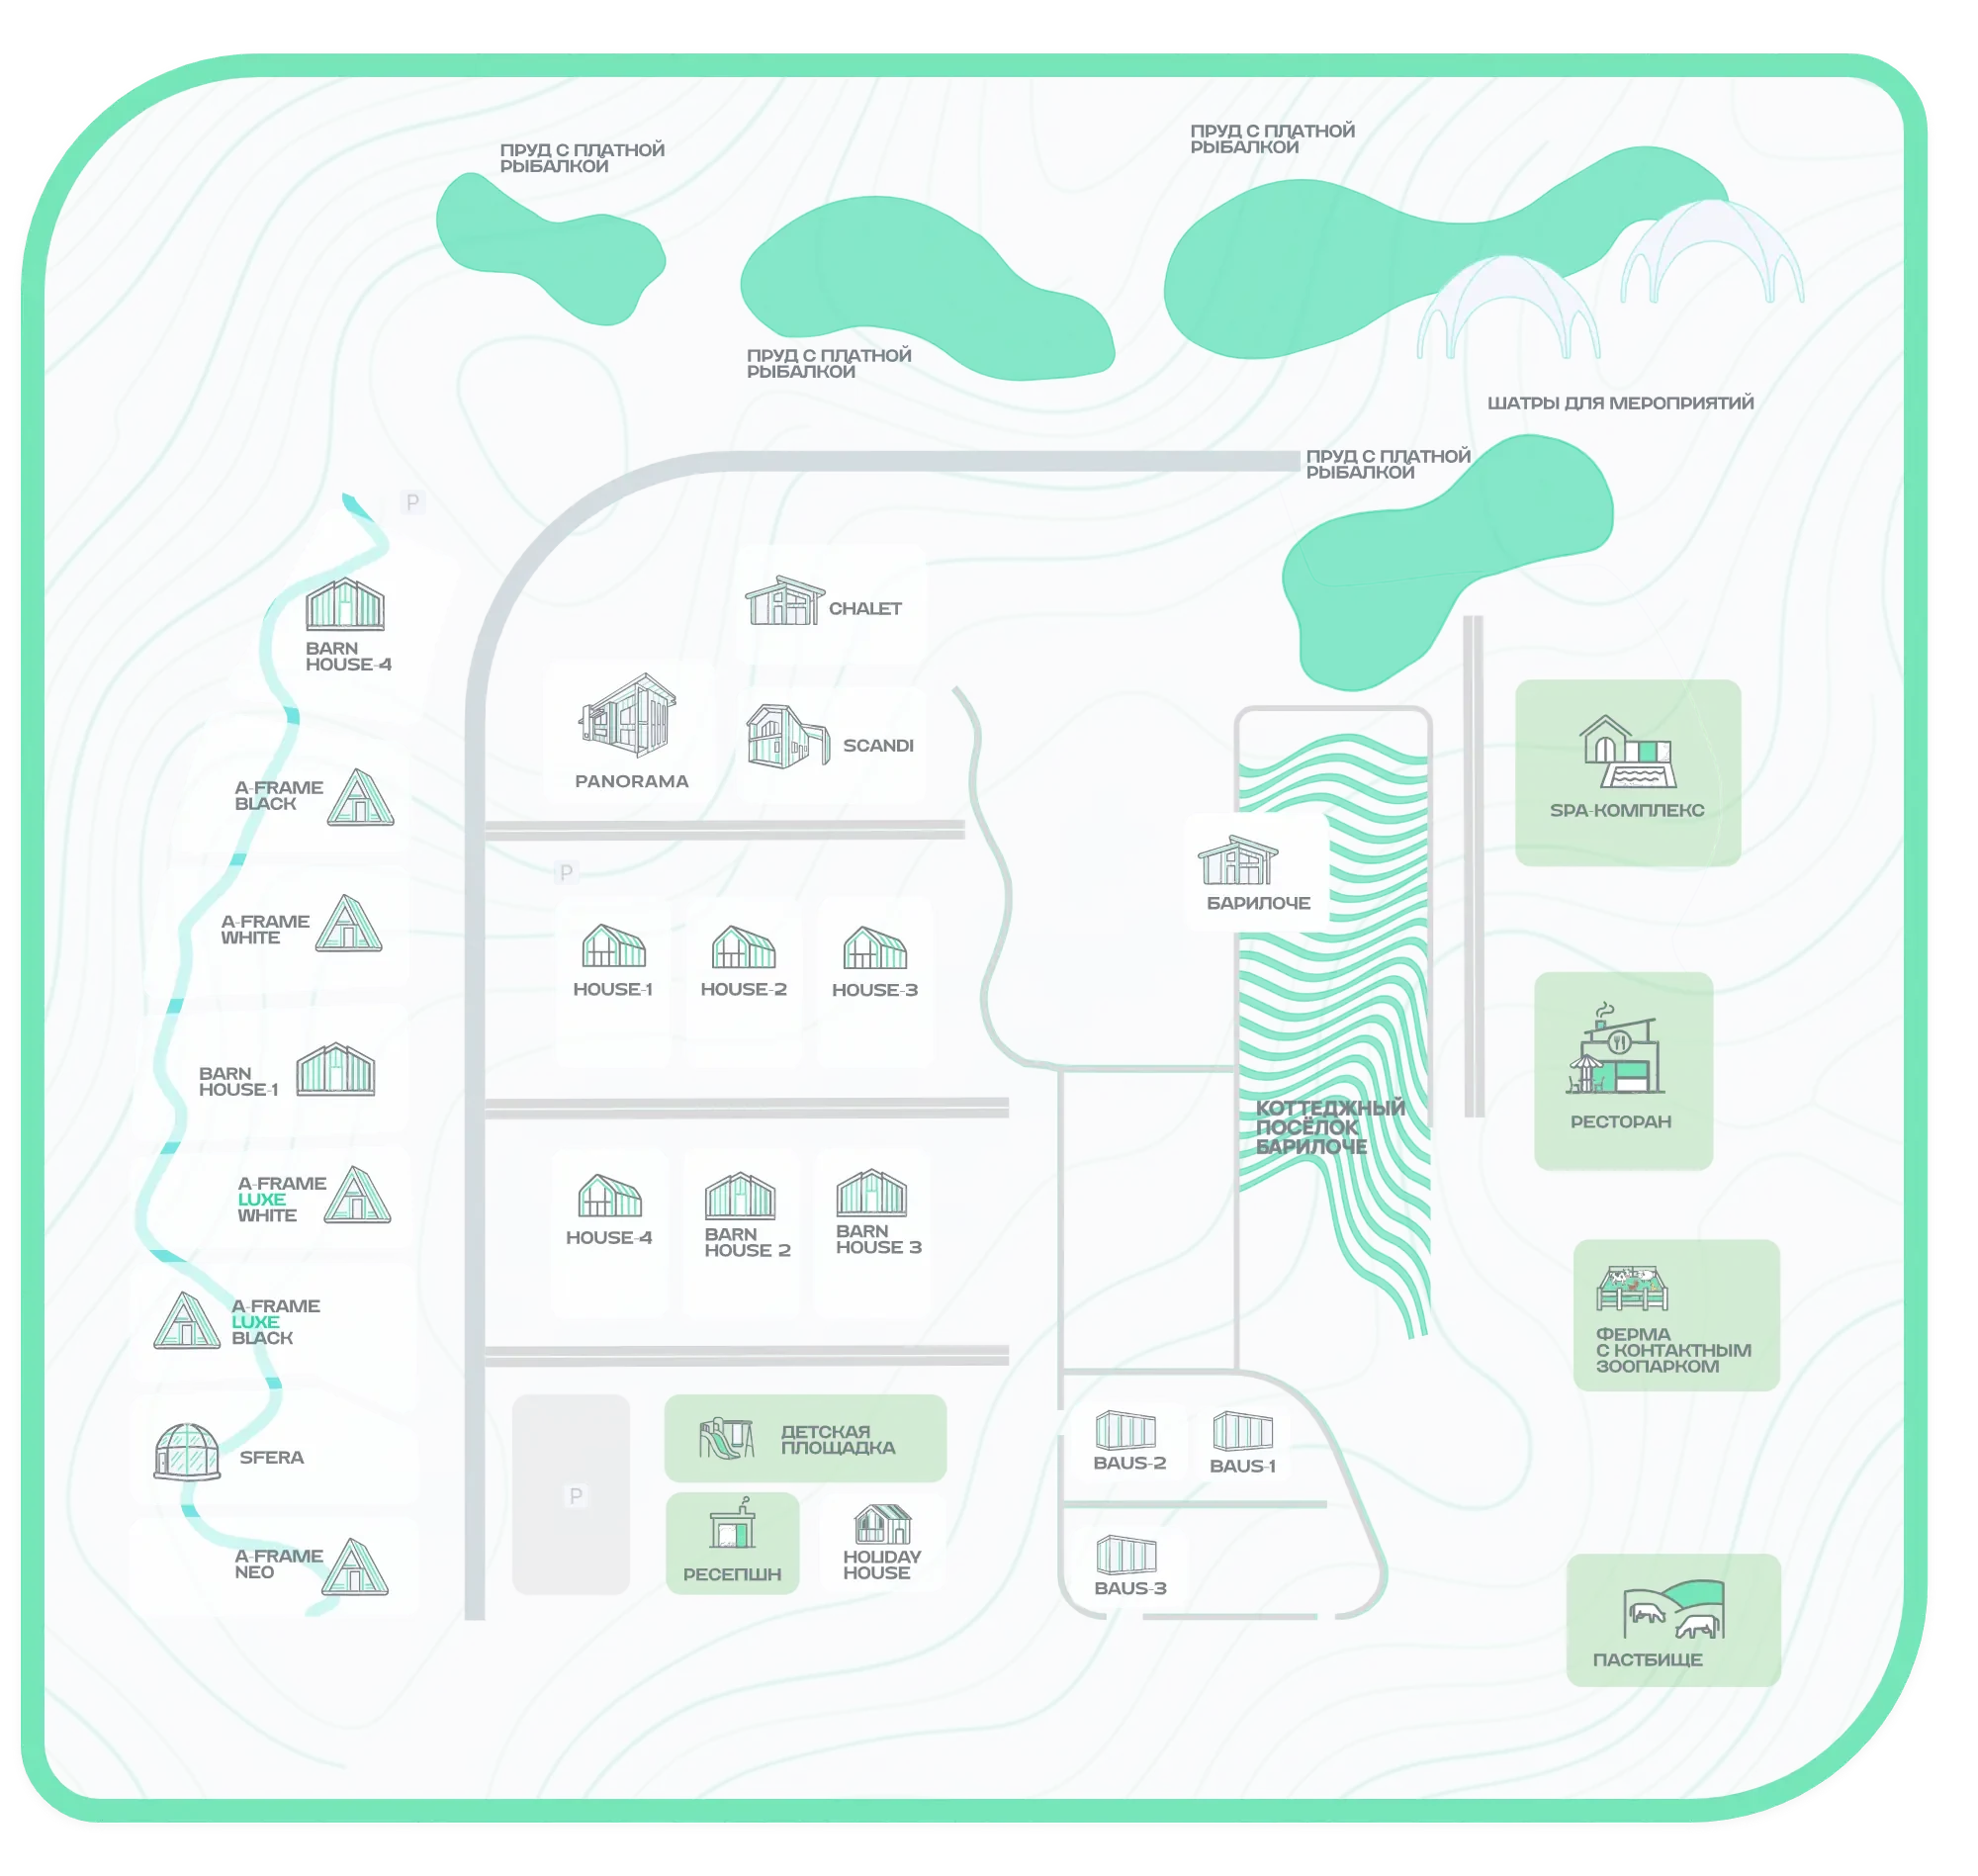 ПРУД С ПЛАТНОЙ
РЫБАЛКОЙ
ПРУД С ПЛАТНОЙ
РЫБАЛКОЙ
ПРУД С ПЛАТНОЙ
РЫБАЛКОЙ
ШАТРЫ ДЛЯ МЕРОПРИЯТИЙ
ПРУД С ПЛАТНОЙ
РЫБАЛКОЙ
P
BARN
HOUSE-4
A-FRAME
BLACK
A-FRAME
WHITE
BARN
HOUSE-1
A-FRAME
LUXE
WHITE
A-FRAME
LUXE
BLACK
SFERA
A-FRAME
NEO
CHALET
PANORAMA
SCANDI
P
HOUSE-1
HOUSE-2
HOUSE-3
HOUSE-4
BARN
HOUSE 2
BARN
HOUSE 3
P
ДЕТСКАЯ
ПЛОЩАДКА
РЕСЕПШН
HOLIDAY
HOUSE
БАРИЛОЧЕ
КОТТЕДЖНЫЙ
ПОСЁЛОК
БАРИЛОЧЕ
BAUS-2
BAUS-1
BAUS-3
SPA-КОМПЛЕКС
РЕСТОРАН
ФЕРМА
С КОНТАКТНЫМ
ЗООПАРКОМ
ПАСТБИЩЕ